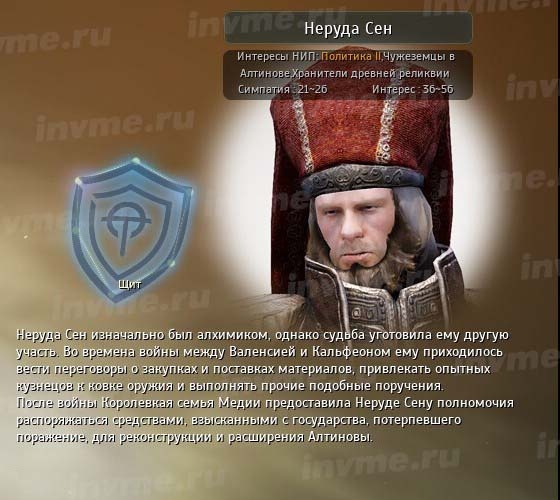 Неруда Сен
Интересы НИП: Политика II,Чужеземцы в
Алтинове,Хранители древней реликвии
Симпатия : 21~26 Интерес : 36~56
invme.ru
Щит
Неруда Сен изначально был алхимиком, однако судьба уготовила ему другую
участь. Во времена войны между Валенсией и Кальфеоном ему приходилось
вести переговоры о закупках и поставках материалов, привлекать опытных
кузнецов к ковке оружия и выполнять прочие подобные поручения.
После войны Королевкая семья Медии предоставила Неруде Сену полномочия
распоряжаться средствами, взысканными с государства, потерпевшего
поражение, для реконструкции и расширения Алтиновы.